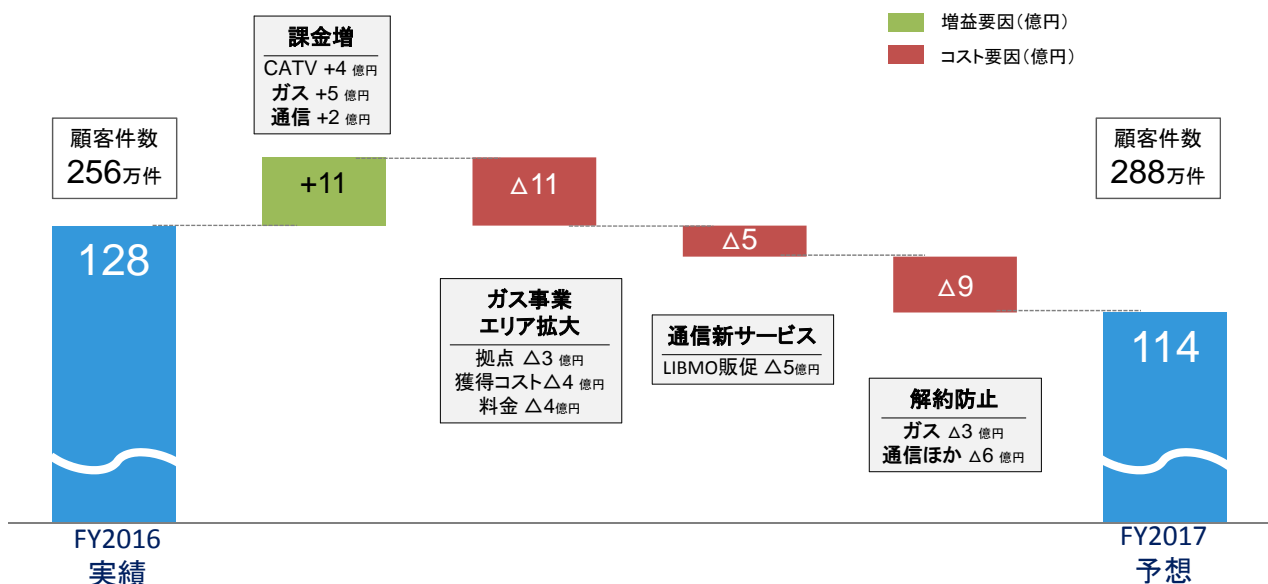 増益要因(億円)
コスト要因(億円)
課金増
CATV +4 億円
ガス +5 億円
通信 +2 億円
顧客件数
256万件
顧客件数
288万件
+11
△11
128
△5
△9
114
ガス事業
エリア拡大
拠点 △3 億円
獲得コスト△4 億円
料金 △4億円
通信新サービス
LIBMO販促 △5億円
解約防止
ガス △3 億円
通信ほか △6 億円
FY2016
実績
FY2017
予想